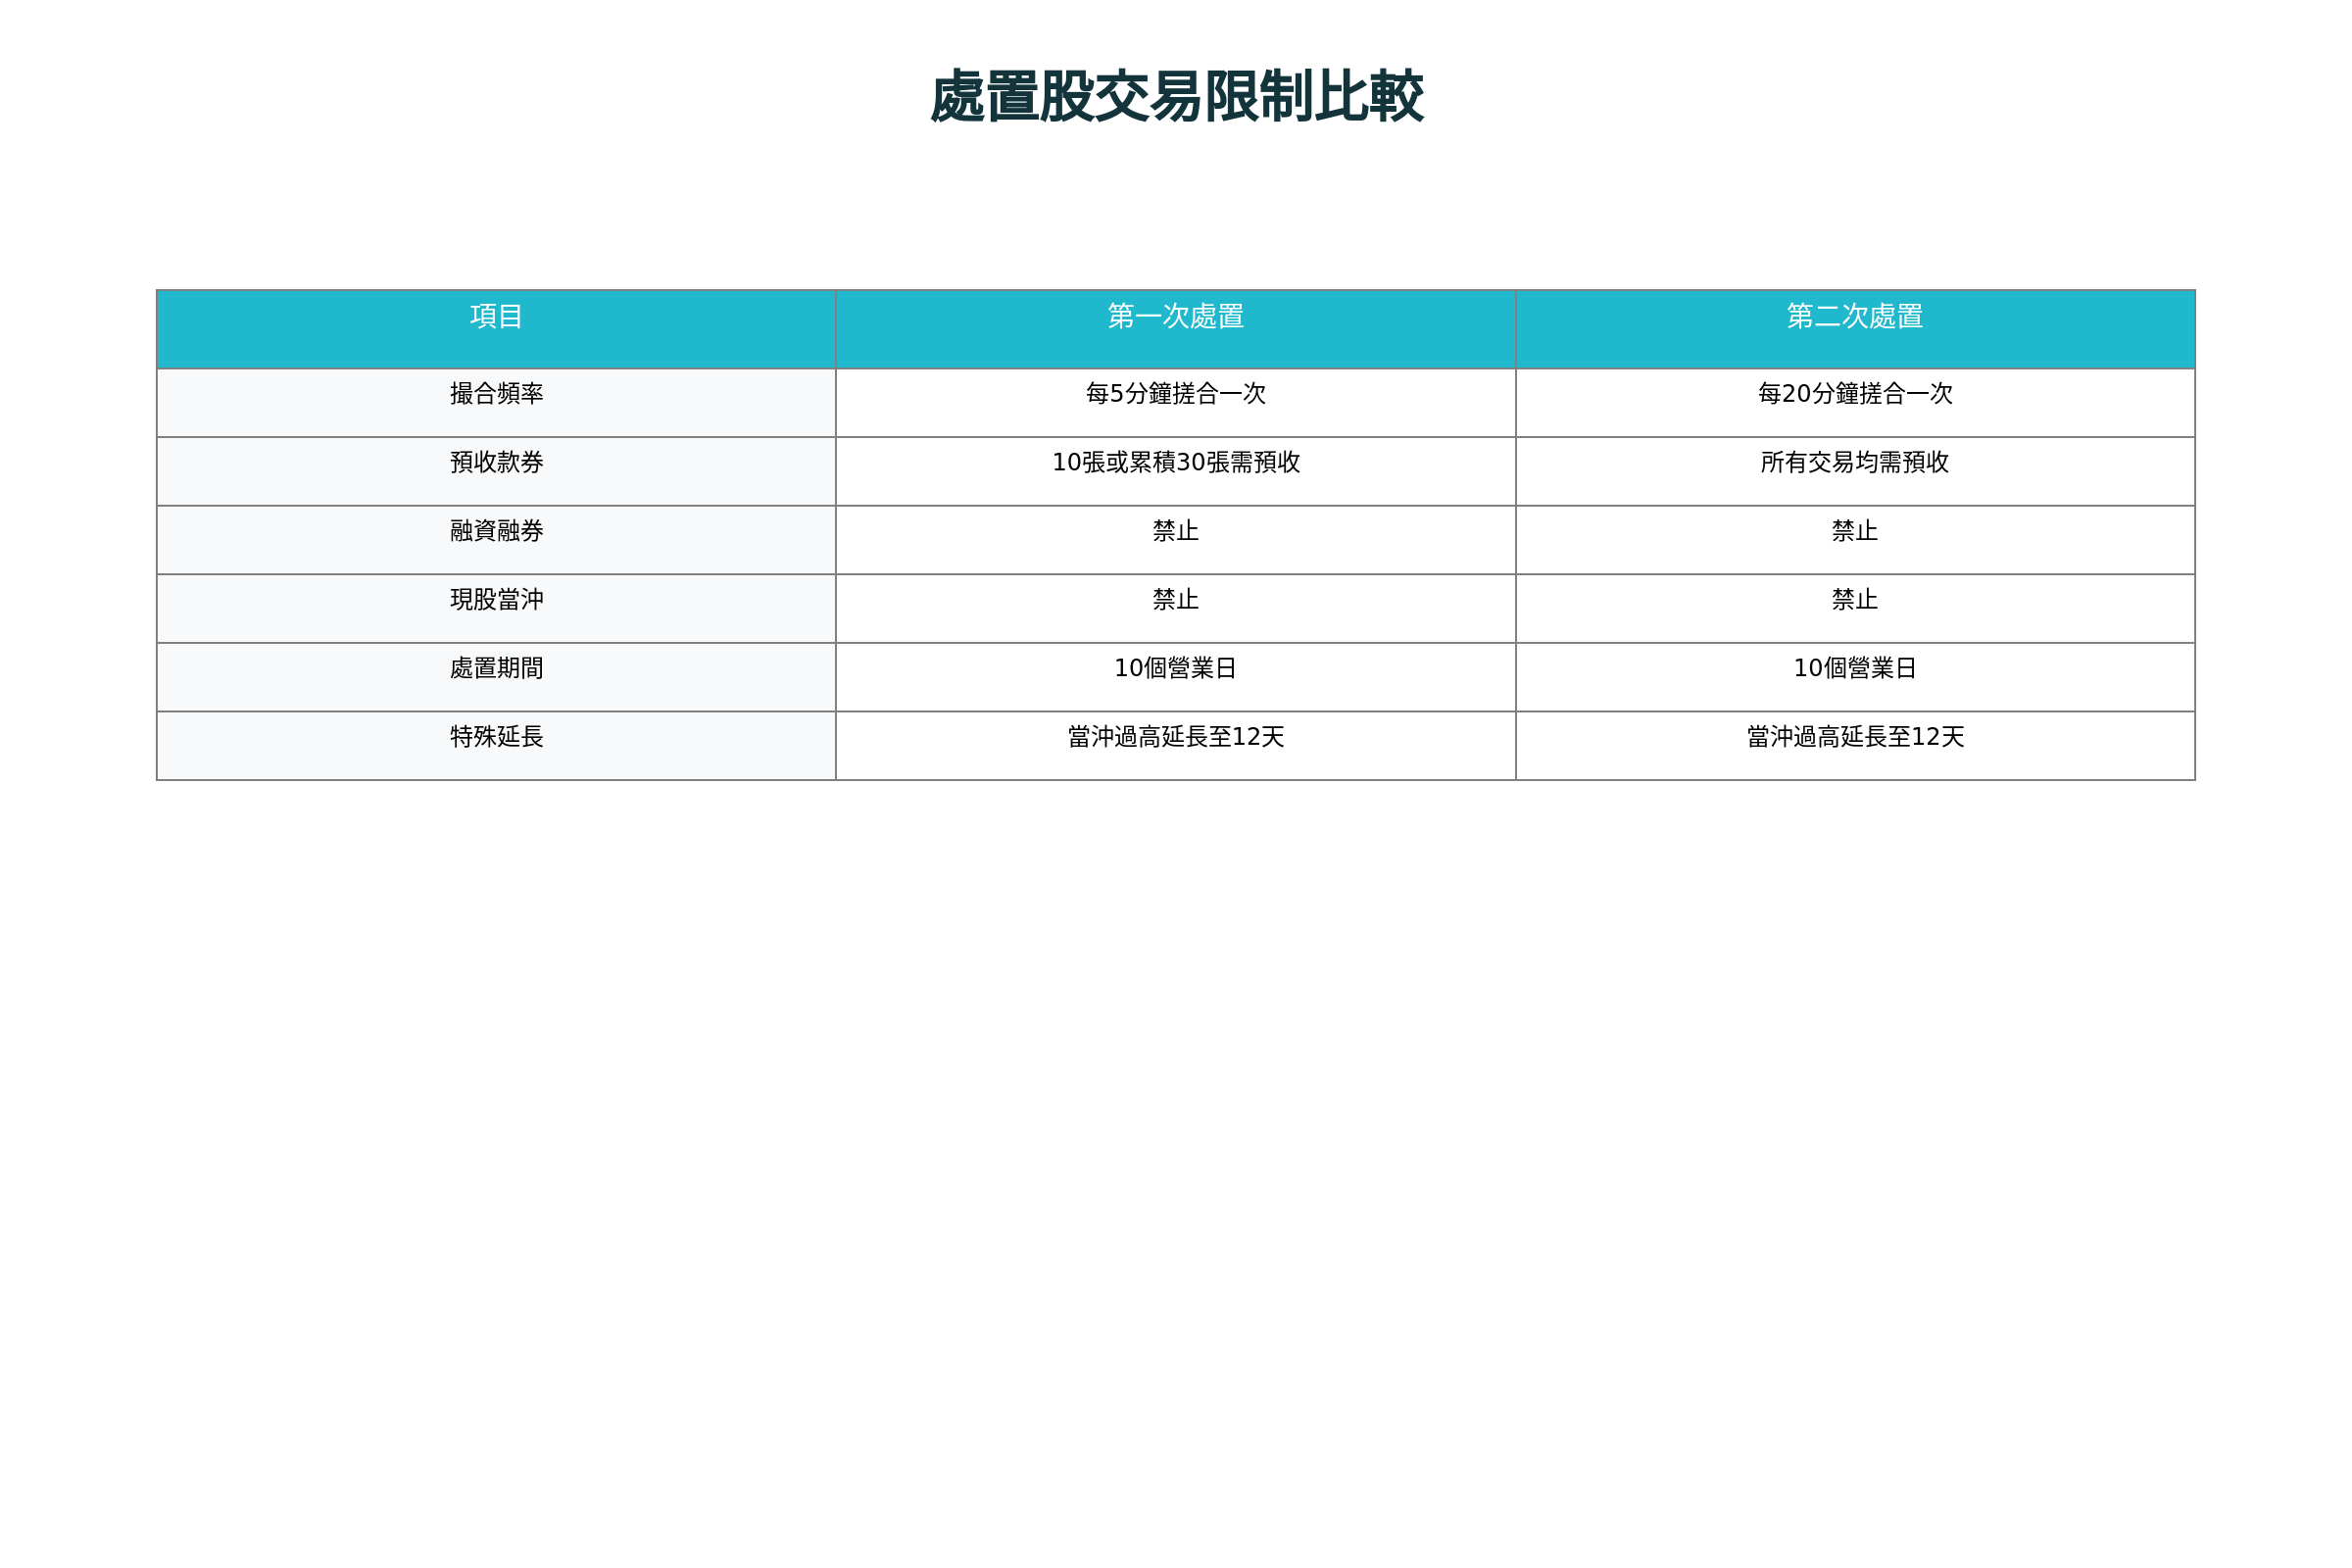 處置股交易限制比較
項目 第一次處置 第二次處置
撮合頻率 每5分鐘搓合一次 每20分鐘搓合一次
預收款券 10張或累積30張需預收 所有交易均需預收
融資融券 禁止 禁止
現股當沖 禁止 禁止
處置期間 10個營業日 10個營業日
特殊延長 當沖過高延長至12天 當沖過高延長至12天